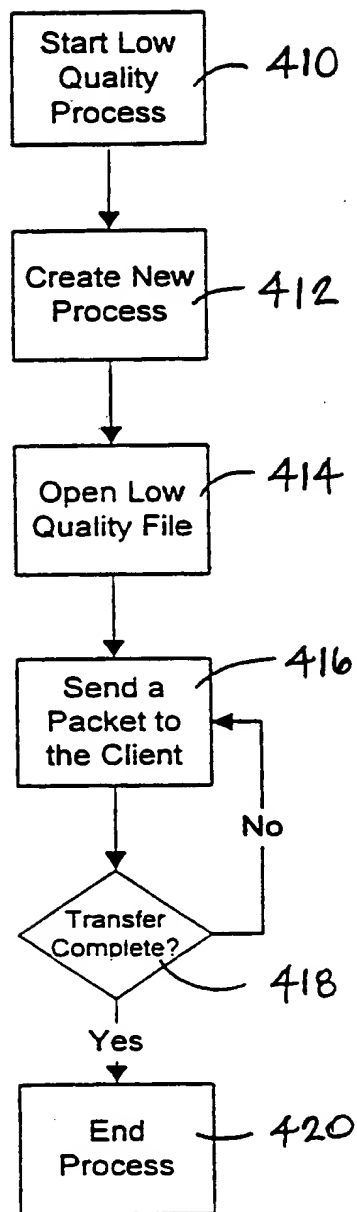 Start Low
Quality
Process
410
Create New
Process
412
Open Low
Quality File
414
Send a
Packet to
the Client
416
No
Transfer
Complete?
418
Yes
End
Process
420